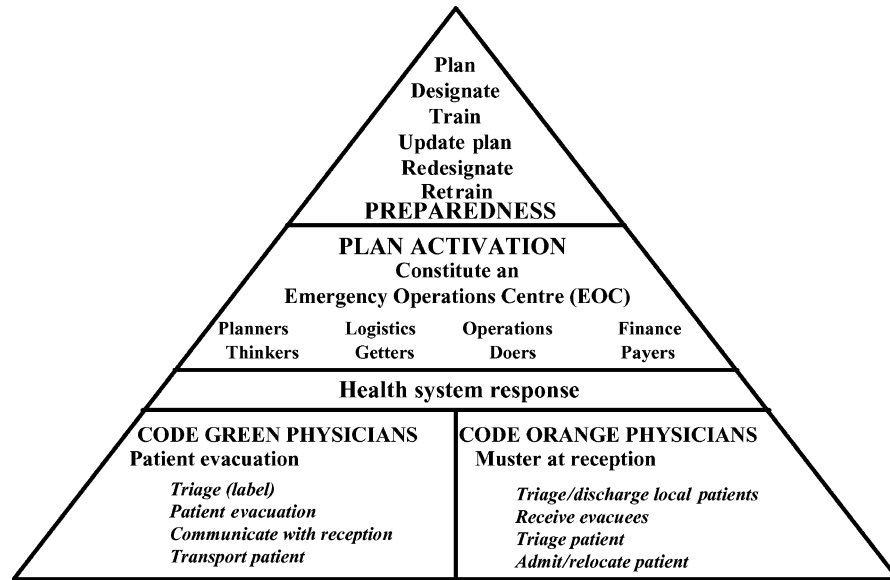 Plan
Designate
Train
Update plan
Redesignate
Retrain
PREPAREDNESS
PLAN ACTIVATION
Constitute an
Emergency Operations Centre (EOC)
Planners Logistics Operations Finance
Thinkers Getters Doers Payers
Health system response
CODE GREEN PHYSICIANS
Patient evacuation
Triage (label)
Patient evacuation
Communicate with reception
Transport patient
CODE ORANGE PHYSICIANS
Muster at reception
Triage/discharge local patients
Receive evacuees
Triage patient
Admit/relocate patient